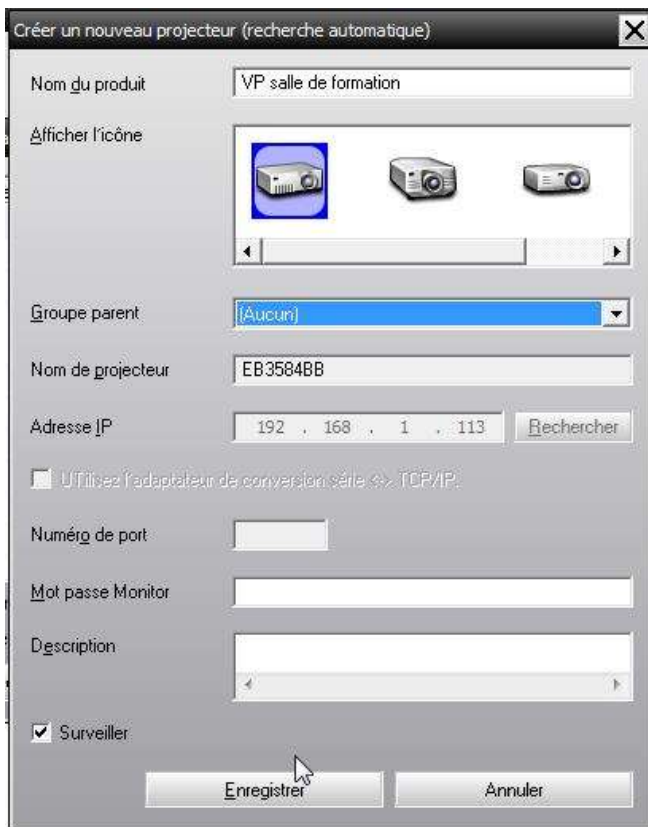 Créer un nouveau projecteur (recherche automatique)
Nom du produit VP salle de formation
Afficher l'icône
Groupe parent (Aucun)
Nom de projecteur EB3584BB
Adresse IP 192 . 168 . 1 . 113 Rechercher
UTilisez l'adaptateur de conversion série <-> TCP/IP.
Numéro de port
Mot passe Monitor
Description
Surveiller
Enregistrer Annuler